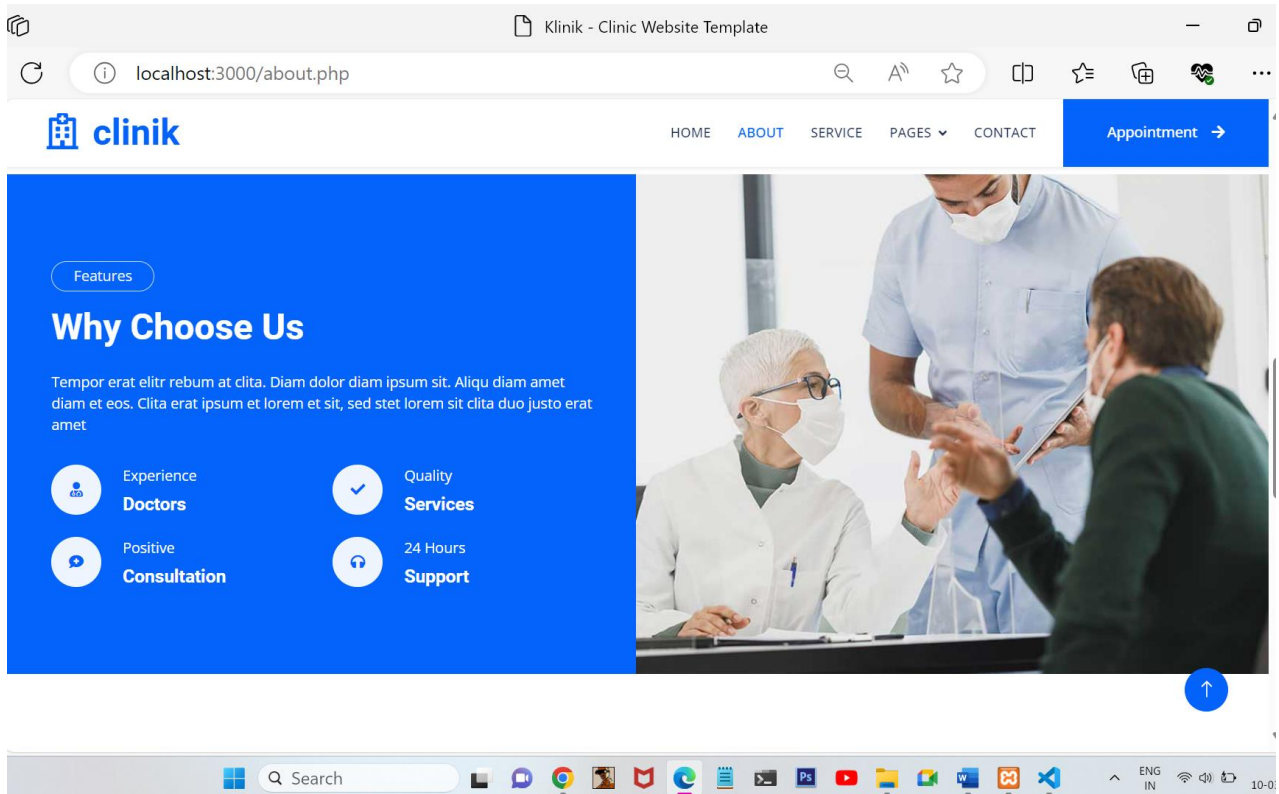 Klinik - Clinic Website Template
localhost:3000/about.php
clinik
HOME ABOUT SERVICE PAGES CONTACT Appointment →
Features
Why Choose Us
Tempor erat elitr rebum at clita. Diam dolor diam ipsum sit. Aliqu diam amet
diam et eos. Clita erat ipsum et lorem et sit, sed stet lorem sit clita duo justo erat
amet
Experience
Doctors
Quality
Services
Positive
Consultation
24 Hours
Support
Search
Ps
ENG
IN